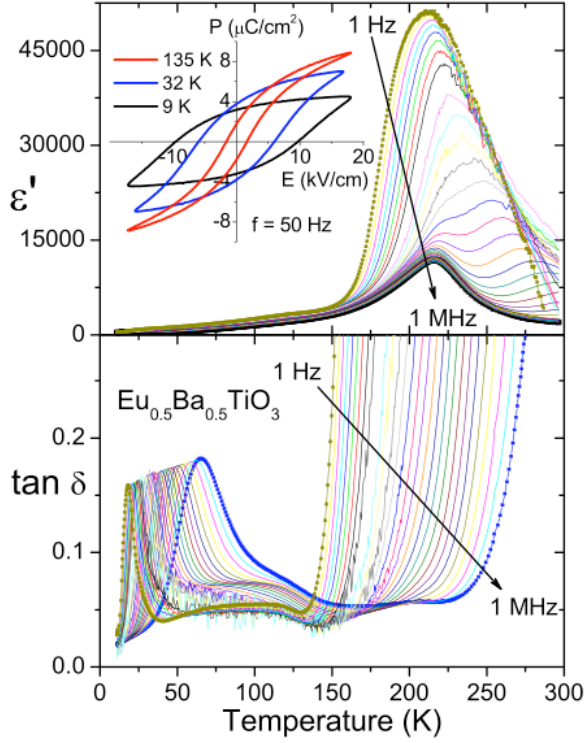 45000
30000
15000
0
ε'
P (μC/cm²)
135 K
32 K
9 K
8
4
-10
10
20
-4
-8
E (kV/cm)
f = 50 Hz
1 Hz
1 MHz
Eu₀.₅Ba₀.₅TiO₃
1 Hz
1 MHz
tan δ
0.2
0.1
0.0
0
50
100
150
200
250
300
Temperature (K)